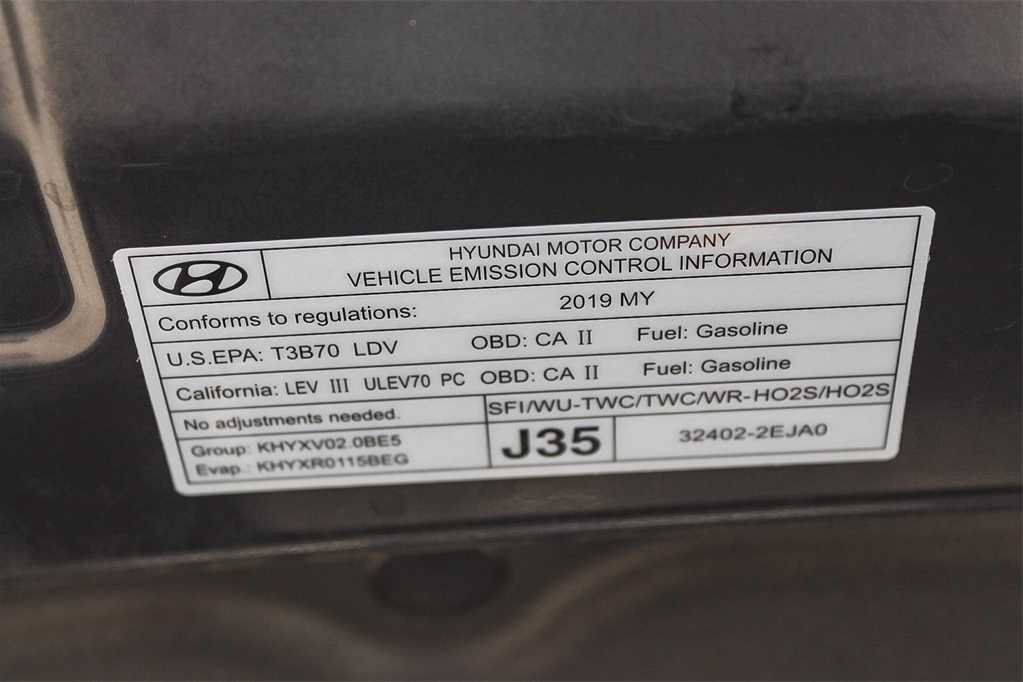 HYUNDAI MOTOR COMPANY
VEHICLE EMISSION CONTROL INFORMATION
Conforms to regulations: 2019 MY
U.S.EPA: T3B70 LDV OBD: CA II Fuel: Gasoline
California: LEV III ULEV70 PC OBD: CA II Fuel: Gasoline
No adjustments needed. SFI/WU-TWC/TWC/WR-HO2S/HO2S
Group: KHYXV02.0BE5
Evap.: KHYXR0115BEG
J35 32402-2EJA0